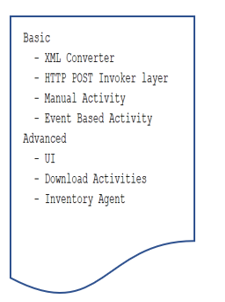 Basic
- XML Converter
- HTTP POST Invoker layer
- Manual Activity
- Event Based Activity
Advanced
- UI
- Download Activities
- Inventory Agent